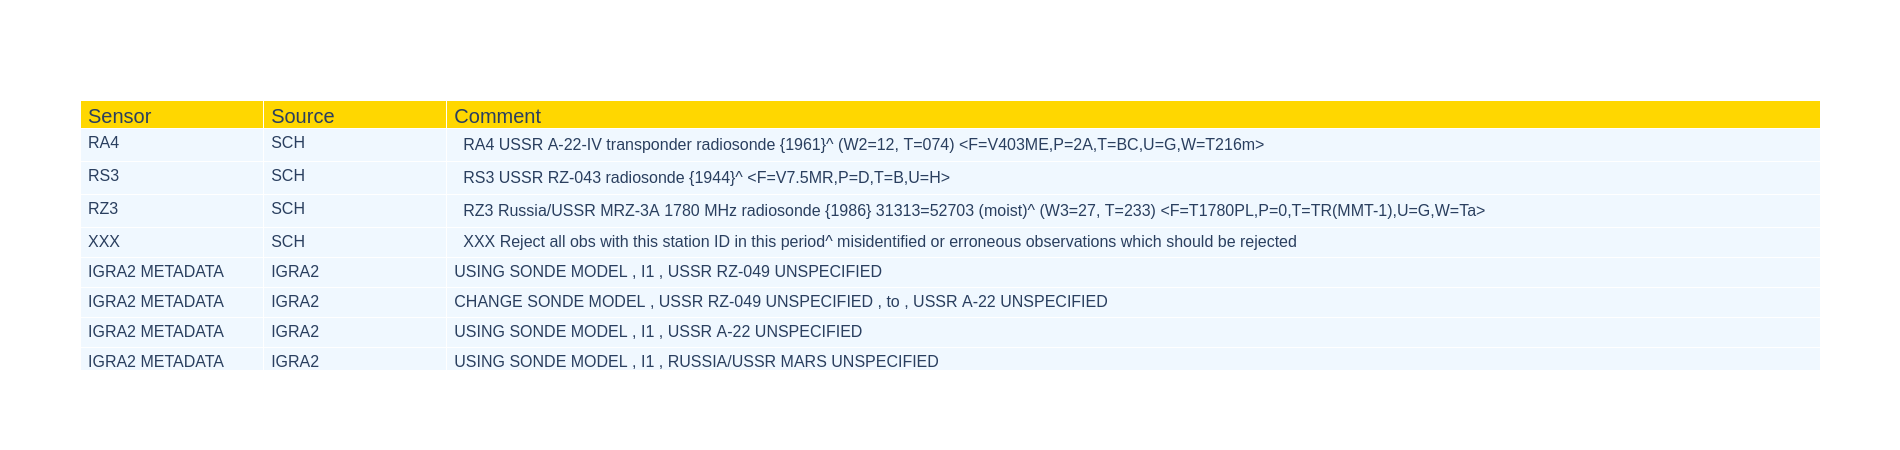 Sensor Source Comment
RA4 SCH RA4 USSR A-22-IV transponder radiosonde {1961}^ (W2=12, T=074) <F=V403ME,P=2A,T=BC,U=G,W=T216m>
RS3 SCH RS3 USSR RZ-043 radiosonde {1944}^ <F=V7.5MR,P=D,T=B,U=H>
RZ3 SCH RZ3 Russia/USSR MRZ-3A 1780 MHz radiosonde {1986} 31313=52703 (moist)^ (W3=27, T=233) <F=T1780PL,P=0,T=TR(MMT-1),U=G,W=Ta>
XXX SCH XXX Reject all obs with this station ID in this period^ misidentified or erroneous observations which should be rejected
IGRA2 METADATA IGRA2 USING SONDE MODEL , I1 , USSR RZ-049 UNSPECIFIED
IGRA2 METADATA IGRA2 CHANGE SONDE MODEL , USSR RZ-049 UNSPECIFIED , to , USSR A-22 UNSPECIFIED
IGRA2 METADATA IGRA2 USING SONDE MODEL , I1 , USSR A-22 UNSPECIFIED
IGRA2 METADATA IGRA2 USING SONDE MODEL , I1 , RUSSIA/USSR MARS UNSPECIFIED